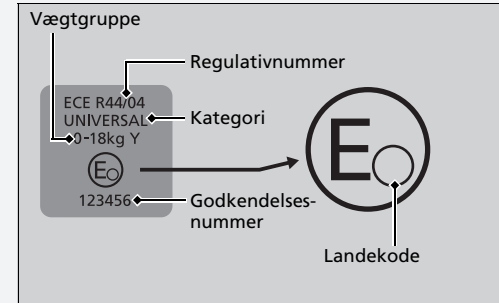 Vægtgruppe
Regulativnummer
ECE R44/04
UNIVERSAL
Kategori
0-18kg Y
E
E
123456
Godkendelses-
nummer
Landekode